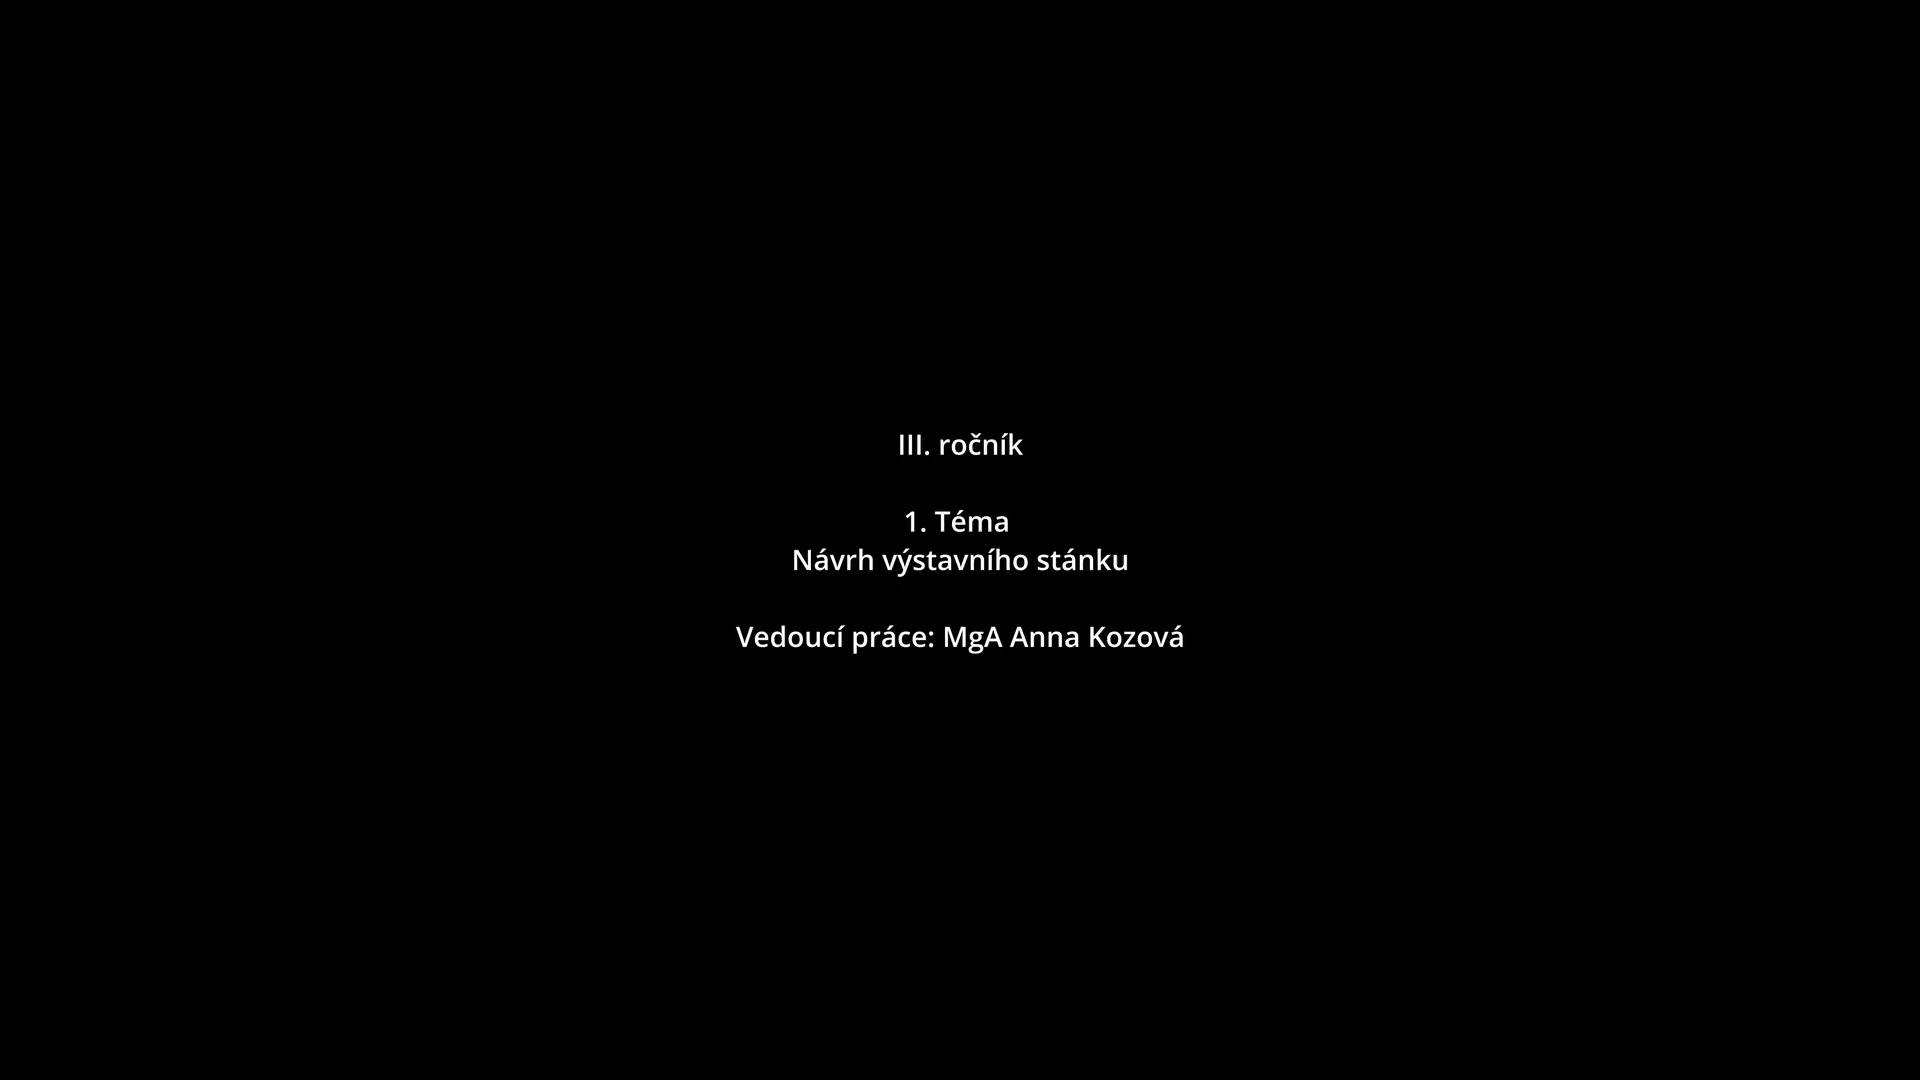 III. ročník
1. Téma
Návrh výstavního stánku
Vedoucí práce: MgA Anna Kozová